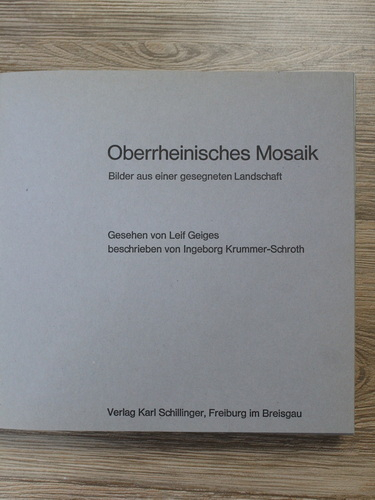 Oberrheinisches Mosaik
Bilder aus einer gesegneten Landschaft
Gesehen von Leif Geiges
beschrieben von Ingeborg Krummer-Schroth
Verlag Karl Schillinger, Freiburg im Breisgau